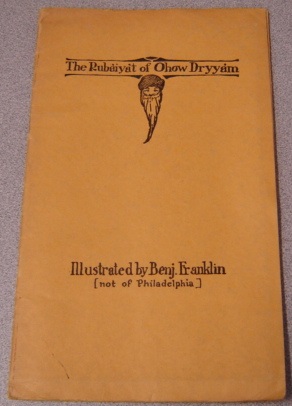 The Rubáiyát of Ohow Dryyám
Illustrated by Benj. Franklin
[not of Philadelphia]